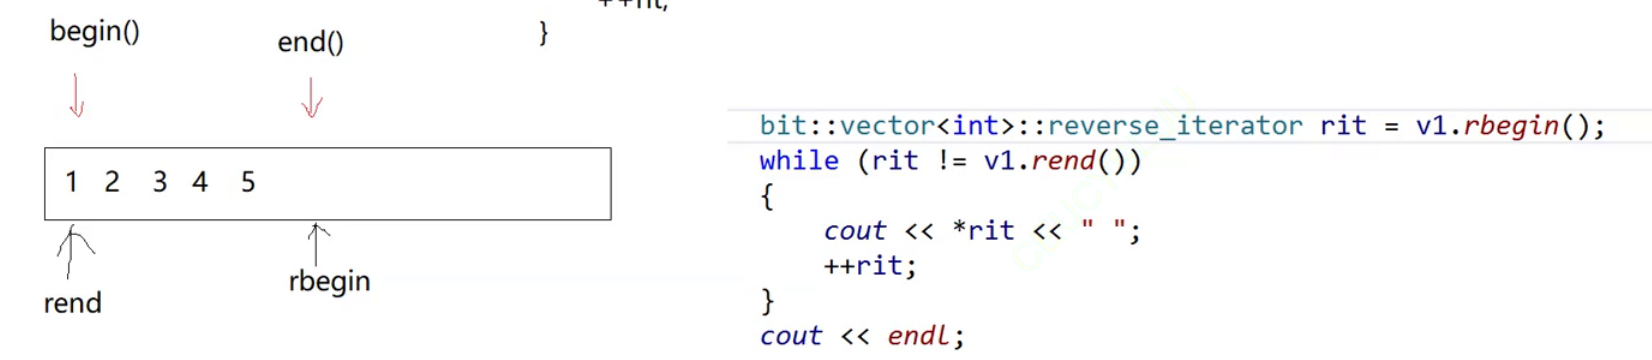 ++rit;
begin()
end()
}
1 2 3 4 5
rend
rbegin
bit::vector<int>::reverse_iterator rit = v1.rbegin();
while (rit != v1.rend())
{
cout << *rit << " ";
++rit;
}
cout << endl;